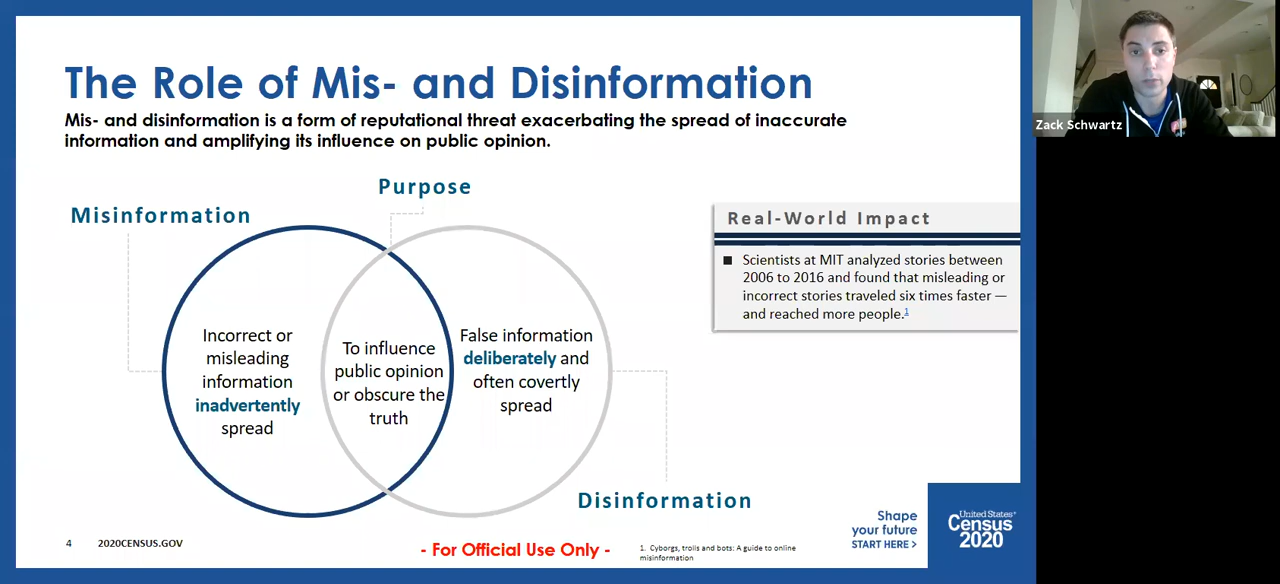 The Role of Mis- and Disinformation
Mis- and disinformation is a form of reputational threat exacerbating the spread of inaccurate
information and amplifying its influence on public opinion.
Zack Schwartz
Purpose
Misinformation
Real-World Impact
■ Scientists at MIT analyzed stories between
2006 to 2016 and found that misleading or
incorrect stories traveled six times faster —
and reached more people.1
Incorrect or
misleading
information
inadvertently
spread
To influence
public opinion
or obscure the
truth
False information
deliberately and
often covertly
spread
Disinformation
Shape
your future
START HERE >
United States®
Census
2020
4 2020CENSUS.GOV
- For Official Use Only -
1. Cyborgs, trolls and bots: A guide to online
misinformation